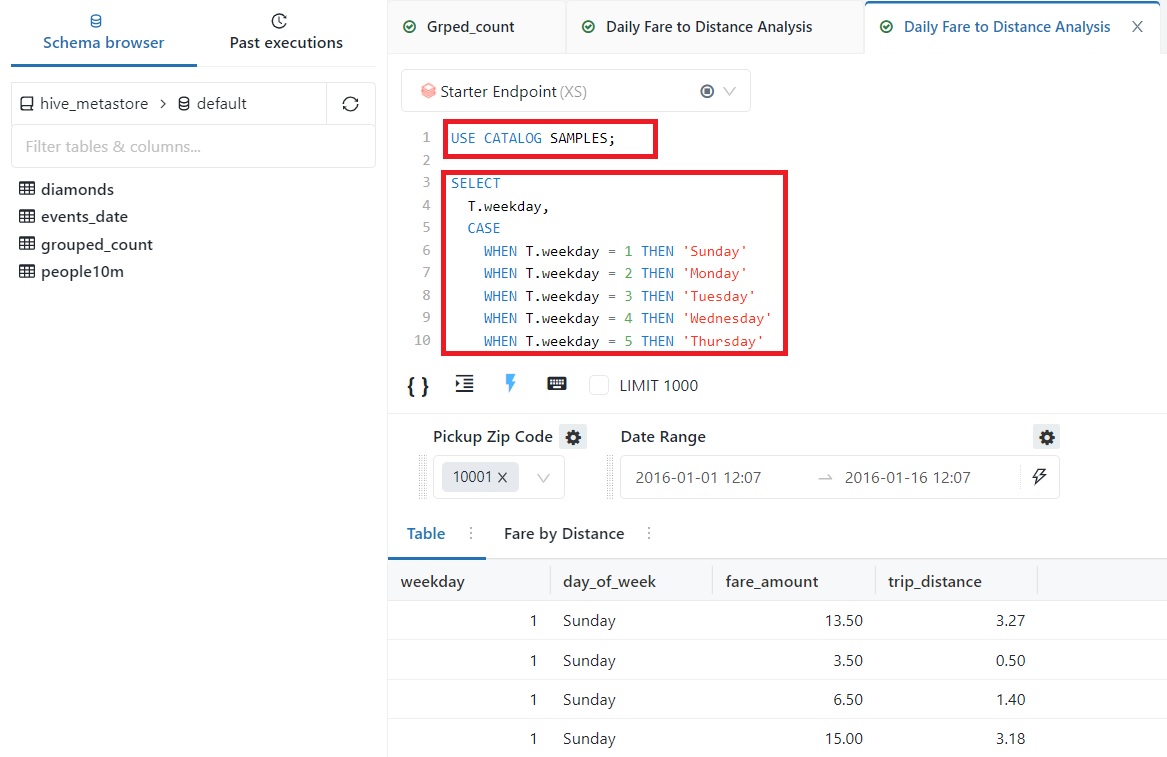 Schema browser
Past executions
hive_metastore > default
Filter tables & columns...
diamonds
events_date
grouped_count
people10m
Grped_count
Daily Fare to Distance Analysis
Daily Fare to Distance Analysis
Starter Endpoint (XS)
1 USE CATALOG SAMPLES;
2
3 SELECT
4 T.weekday,
5 CASE
6 WHEN T.weekday = 1 THEN 'Sunday'
7 WHEN T.weekday = 2 THEN 'Monday'
8 WHEN T.weekday = 3 THEN 'Tuesday'
9 WHEN T.weekday = 4 THEN 'Wednesday'
10 WHEN T.weekday = 5 THEN 'Thursday'
{ } LIMIT 1000
Pickup Zip Code
Date Range
10001
2016-01-01 12:07 → 2016-01-16 12:07
Table
Fare by Distance
weekday day_of_week fare_amount trip_distance
1 Sunday 13.50 3.27
1 Sunday 3.50 0.50
1 Sunday 6.50 1.40
1 Sunday 15.00 3.18